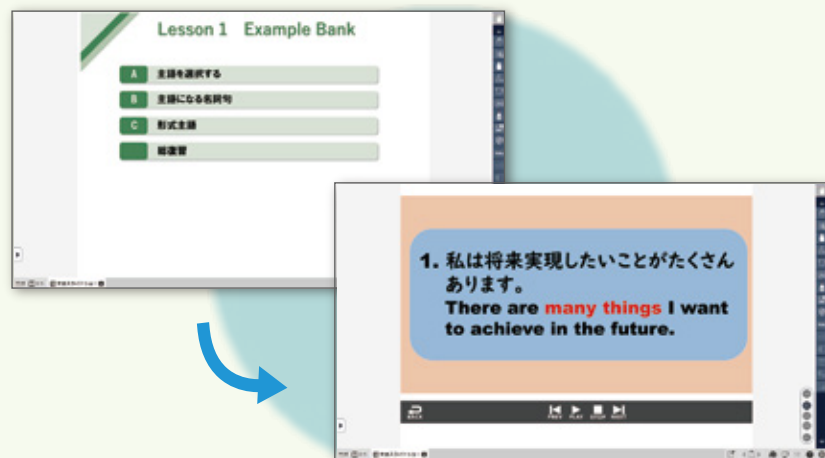 Lesson 1 Example Bank
A 主語を選択する
B 主語になる名詞句
C 形式主語
総復習
1. 私は将来実現したいことがたくさん
あります。
There are many things I want
to achieve in the future.
BACK
PREV PLAY STOP NEXT